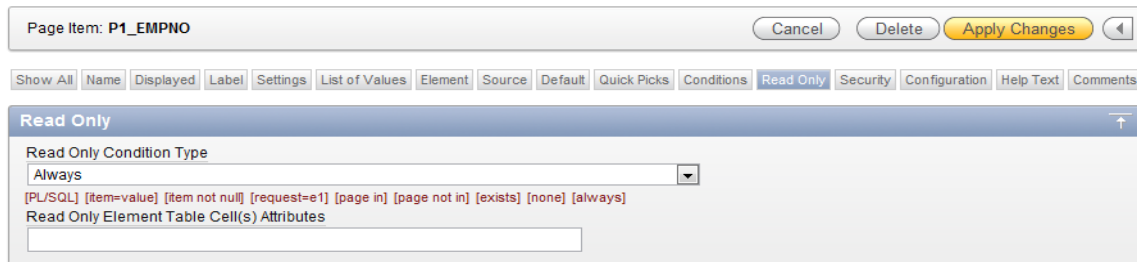 Page Item: P1_EMPNO Cancel Delete Apply Changes
Show All Name Displayed Label Settings List of Values Element Source Default Quick Picks Conditions Read Only Security Configuration Help Text Comments
Read Only
Read Only Condition Type
Always
[PL/SQL] [item=value] [item not null] [request=e1] [page in] [page not in] [exists] [none] [always]
Read Only Element Table Cell(s) Attributes